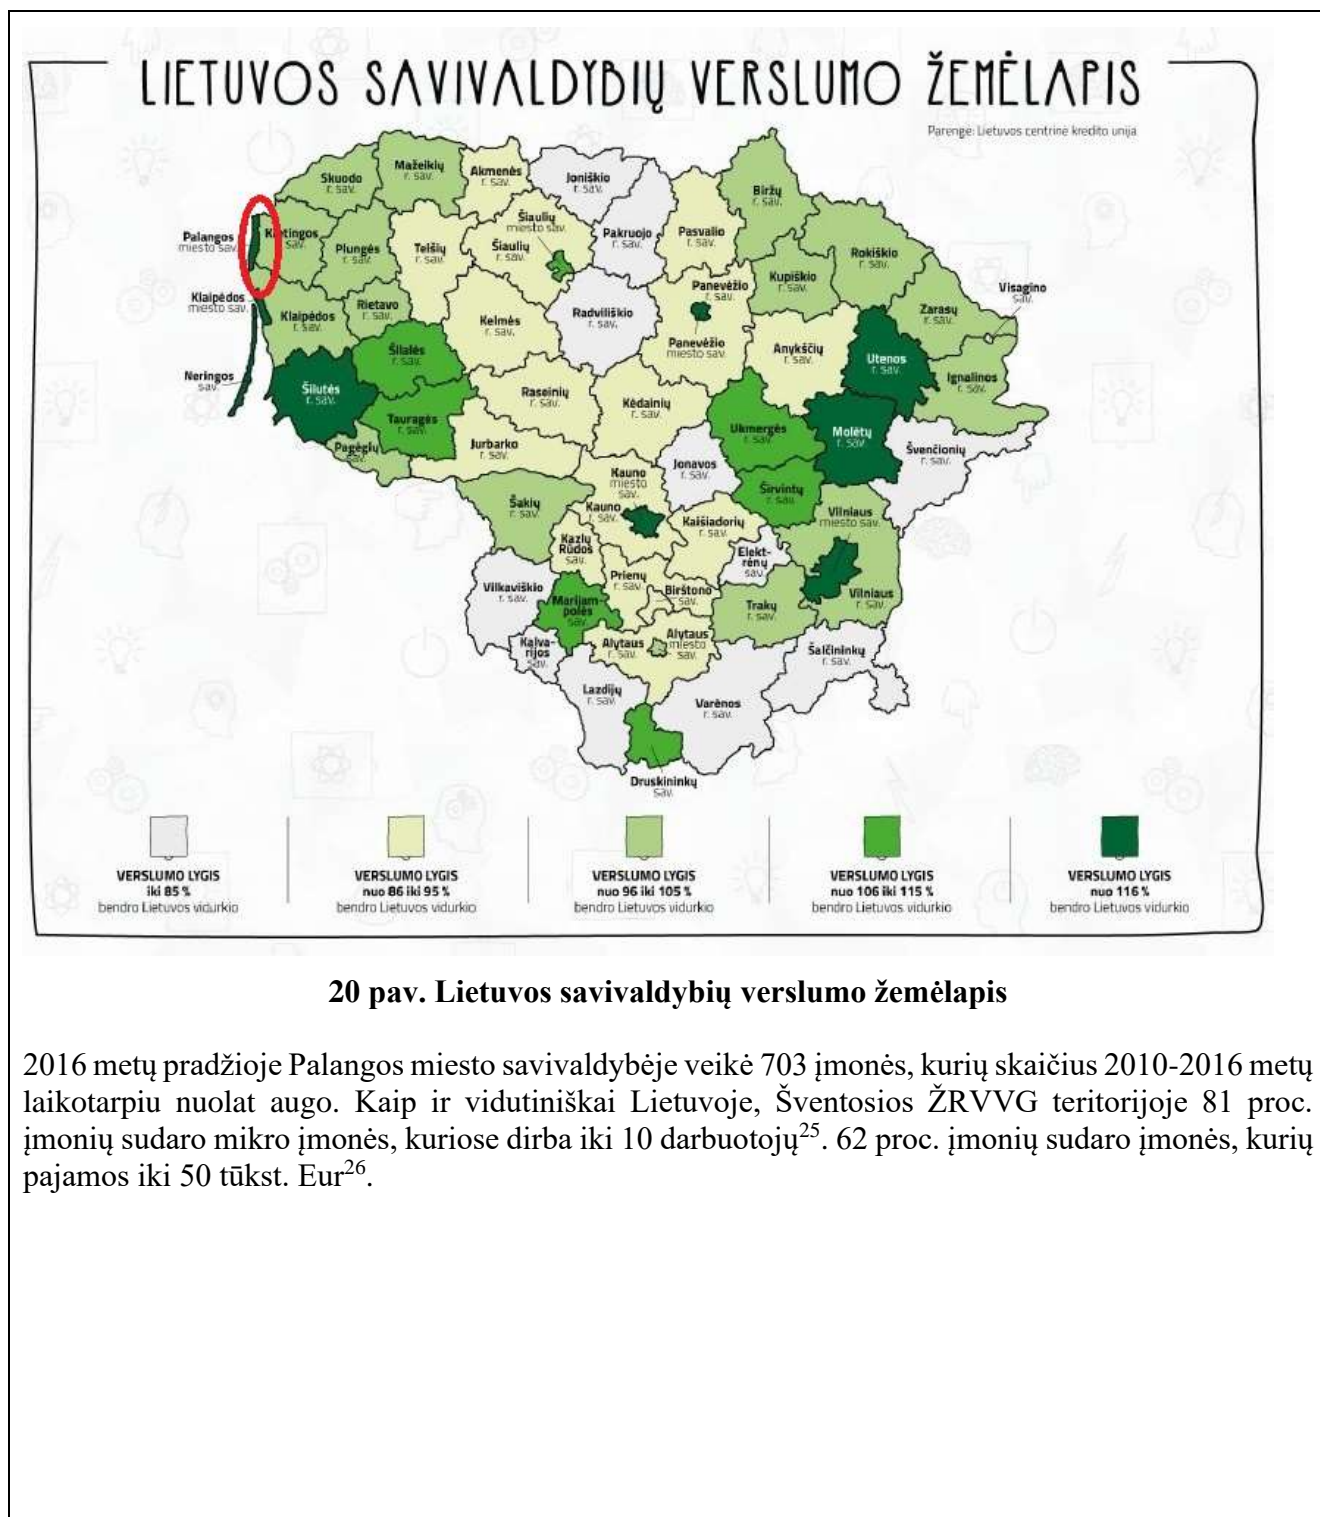 LIETUVOS SAVIVALDYBIŲ VERSLUMO ŽEMĖLAPIS
Parengė: Lietuvos centrinė kredito unija
Skuodo
r. sav.
Mažeikių
r. sav.
Akmenės
r. sav.
Joniškio
r. sav.
Biržų
r. sav.
Palangos
miesto sav.
Kretingos
sav.
Plungės
r. sav.
Telšių
r. sav.
Šiaulių
miesto sav.
Šiaulių
r. sav.
Pakruojo
r. sav.
Pasvalio
r. sav.
Rokiškio
r. sav.
Kupiškio
r. sav.
Visagino
sav.
Klaipėdos
miesto sav.
Klaipėdos
r. sav.
Rietavo
r. sav.
Kelmės
r. sav.
Radviliškio
r. sav.
Panevėžio
r. sav.
Panevėžio
miesto sav.
Anykščių
r. sav.
Utenos
r. sav.
Zarasų
r. sav.
Ignalinos
r. sav.
Neringos
sav.
Šilutės
r. sav.
Šilalės
r. sav.
Tauragės
r. sav.
Raseinių
r. sav.
Kėdainių
r. sav.
Ukmergės
r. sav.
Molėtų
r. sav.
Švenčionių
r. sav.
Pagėgių
sav.
Jurbarko
r. sav.
Jonavos
r. sav.
Kauno
miesto
sav.
Širvintų
r. sav.
Šakių
r. sav.
Kauno
r. sav.
Kaišiadorių
r. sav.
Vilniaus
miesto sav.
Kazlų
Rūdos
sav.
Elekt-
rėnų
sav.
Vilkaviškio
r. sav.
Marijam-
polės
sav.
Prienų
r. sav.
Birštono
sav.
Trakų
r. sav.
Vilniaus
r. sav.
Kalva-
rijos
sav.
Alytaus
r. sav.
Alytaus
miesto
sav.
Šalčininkų
r. sav.
Lazdijų
r. sav.
Varėnos
r. sav.
Druskininkų
sav.
VERSLUMO LYGIS
iki 85 %
bendro Lietuvos vidurkio
VERSLUMO LYGIS
nuo 86 iki 95 %
bendro Lietuvos vidurkio
VERSLUMO LYGIS
nuo 96 iki 105 %
bendro Lietuvos vidurkio
VERSLUMO LYGIS
nuo 106 iki 115 %
bendro Lietuvos vidurkio
VERSLUMO LYGIS
nuo 116 %
bendro Lietuvos vidurkio
20 pav. Lietuvos savivaldybių verslumo žemėlapis
2016 metų pradžioje Palangos miesto savivaldybėje veikė 703 įmonės, kurių skaičius 2010-2016 metų
laikotarpiu nuolat augo. Kaip ir vidutiniškai Lietuvoje, Šventosios ŽRVVG teritorijoje 81 proc.
įmonių sudaro mikro įmonės, kuriose dirba iki 10 darbuotojų25. 62 proc. įmonių sudaro įmonės, kurių
pajamos iki 50 tūkst. Eur26.